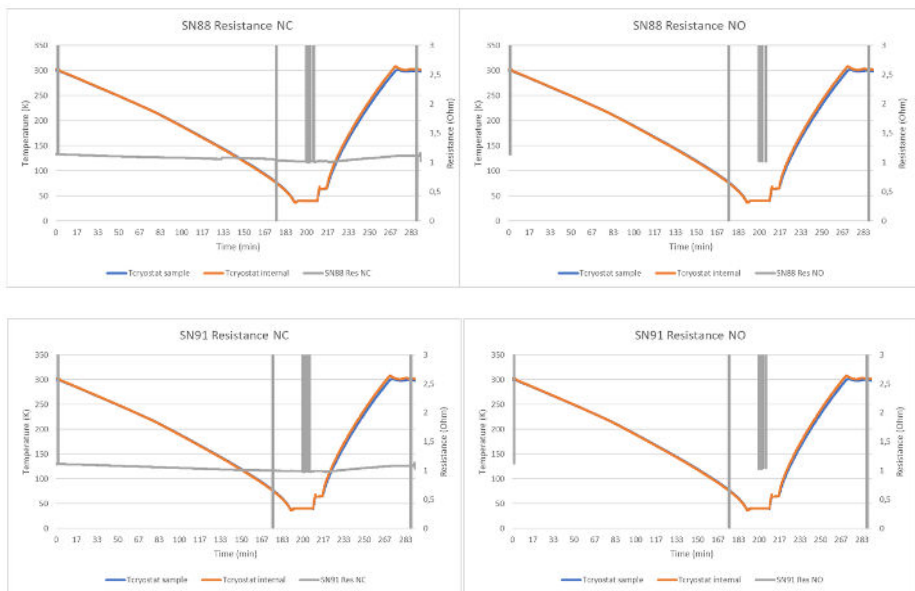 SN88 Resistance NC
350
300
250
200
150
100
50
0
Temperature (K)
3
2,5
2
1,5
1
0,5
0
Resistance (Ohm)
0 17 33 50 67 83 100 117 133 150 167 183 200 217 233 250 267 283
Time (min)
Tcryostat sample Tcryostat internal SN88 Res NC
SN88 Resistance NO
350
300
250
200
150
100
50
0
Temperature (K)
3
2,5
2
1,5
1
0,5
0
Resistance (Ohm)
0 17 33 50 67 83 100 117 133 150 167 183 200 217 233 250 267 283
Time (min)
Tcryostat sample Tcryostat internal SN88 Res NO
SN91 Resistance NC
350
300
250
200
150
100
50
0
Temperature (K)
3
2,5
2
1,5
1
0,5
0
Resistance (Ohm)
0 17 33 50 67 83 100 117 133 150 167 183 200 217 233 250 267 283
Time (min)
Tcryostat sample Tcryostat internal SN91 Res NC
SN91 Resistance NO
350
300
250
200
150
100
50
0
Temperature (K)
3
2,5
2
1,5
1
0,5
0
Resistance (Ohm)
0 17 33 50 67 83 100 117 133 150 167 183 200 217 233 250 267 283
Time (min)
Tcryostat sample Tcryostat internal SN91 Res NO